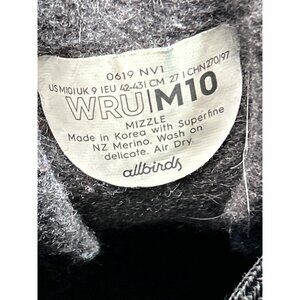 0619 NV1
US M10 | UK 9 | EU 42-43 | CM 27 | CHN 270/97
WRU|M10
MIZZLE
Made in Korea with Superfine
NZ Merino. Wash on
delicate. Air Dry.
allbirds